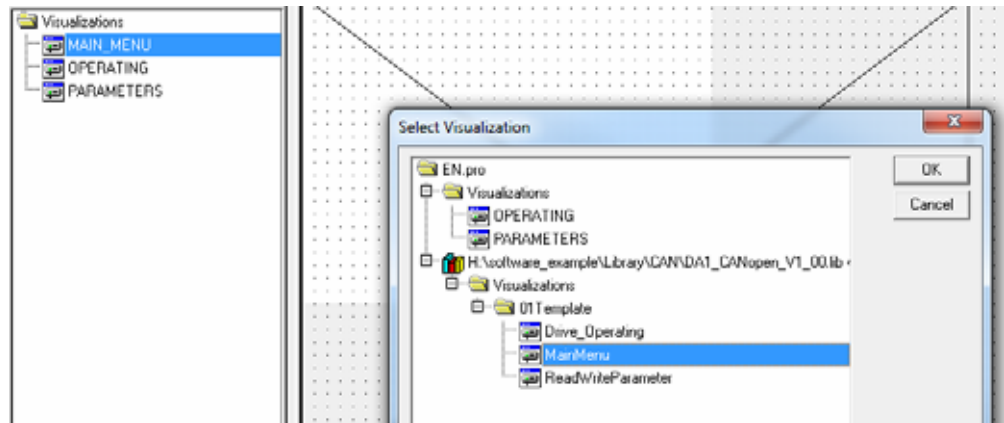 Visualizations
MAIN_MENU
OPERATING
PARAMETERS
Select Visualization
EN.pro
OK
Visualizations
Cancel
OPERATING
PARAMETERS
H:\software_example\Library\CAN\DA1_CANopen_V1_00.lib
Visualizations
01Template
Drive_Operating
MainMenu
ReadWriteParameter